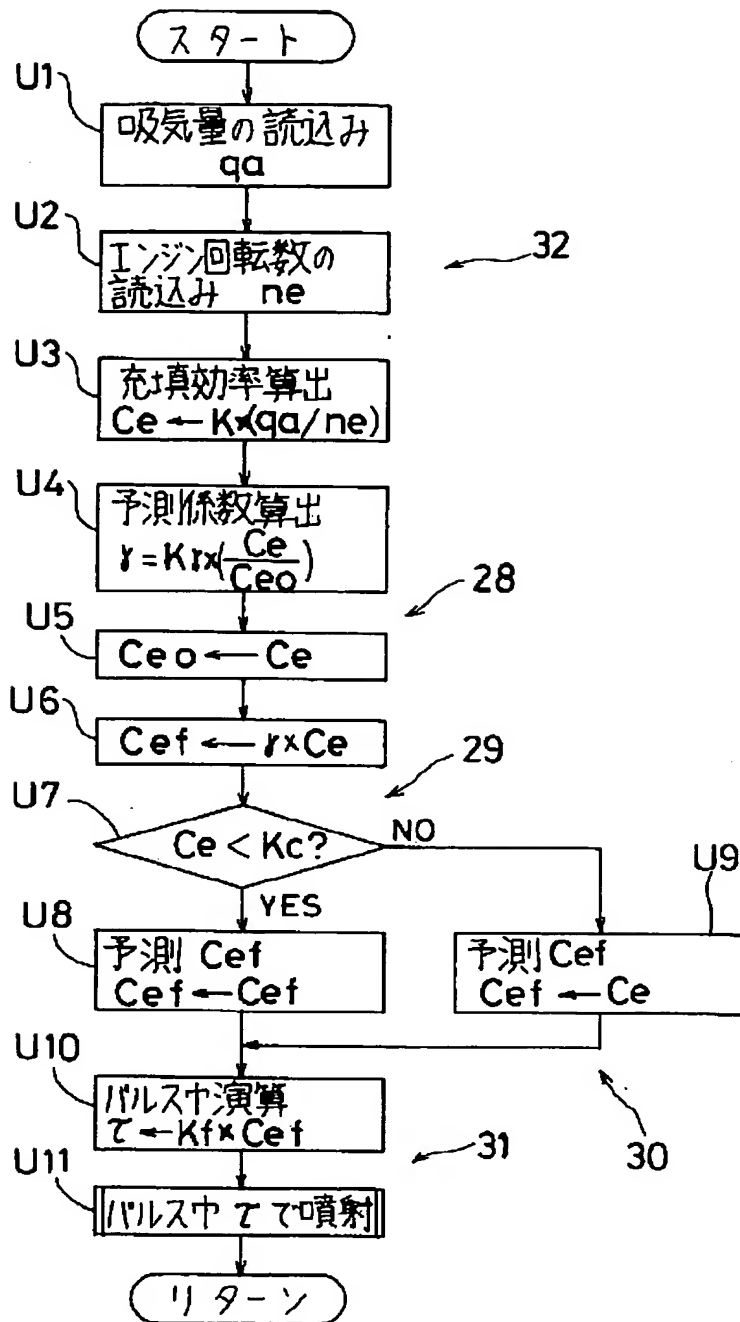 スタート
U1
吸気量の読込み
qa
U2
エンジン回転数の
読込み ne
32
U3
充填効率算出
Ce ← K×(qa/ne)
U4
予測係数算出
γ = Kγ×(Ce/Ceo)
28
U5
Ceo ← Ce
U6
Cef ← γ×Ce
29
U7
Ce < Kc?
NO
YES
U8
予測 Cef
Cef ← Cef
U9
予測 Cef
Cef ← Ce
30
U10
パルス巾演算
τ ← Kf×Cef
31
U11
パルス巾 τ で噴射
リターン